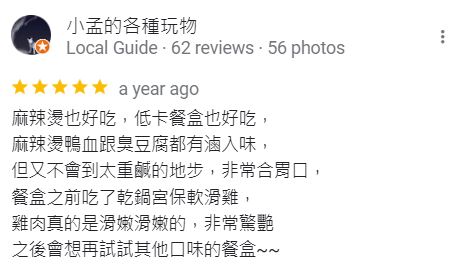 小孟的各種玩物
Local Guide · 62 reviews · 56 photos
a year ago
麻辣燙也好吃，低卡餐盒也好吃，
麻辣燙鴨血跟臭豆腐都有滷入味，
但又不會到太重鹹的地步，非常合胃口，
餐盒之前吃了乾鍋宮保軟滑雞，
雞肉真的是滑嫩滑嫩的，非常驚艷
之後會想再試試其他口味的餐盒~~